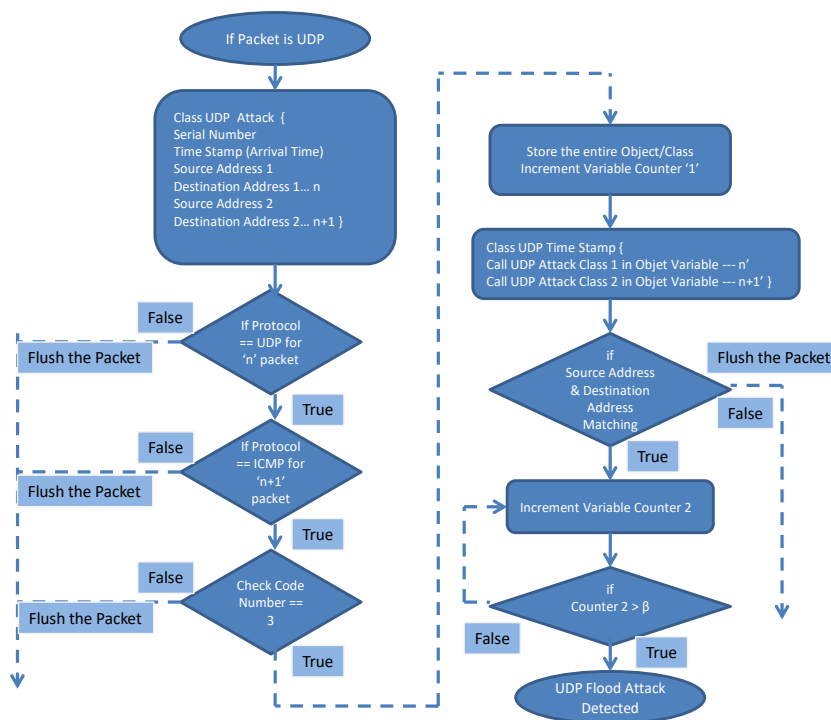 If Packet is UDP
Class UDP Attack {
Serial Number
Time Stamp (Arrival Time)
Source Address 1
Destination Address 1... n
Source Address 2
Destination Address 2... n+1 }
False
If Protocol
== UDP for
‘n’ packet
Flush the Packet
True
False
If Protocol
== ICMP for
‘n+1’
packet
Flush the Packet
True
False
Check Code
Number ==
3
Flush the Packet
True
Store the entire Object/Class
Increment Variable Counter ‘1’
Class UDP Time Stamp {
Call UDP Attack Class 1 in Objet Variable --- n’
Call UDP Attack Class 2 in Objet Variable --- n+1’ }
if
Source Address
& Destination
Address
Matching
Flush the Packet
False
True
Increment Variable Counter 2
if
Counter 2 > β
False
True
UDP Flood Attack
Detected